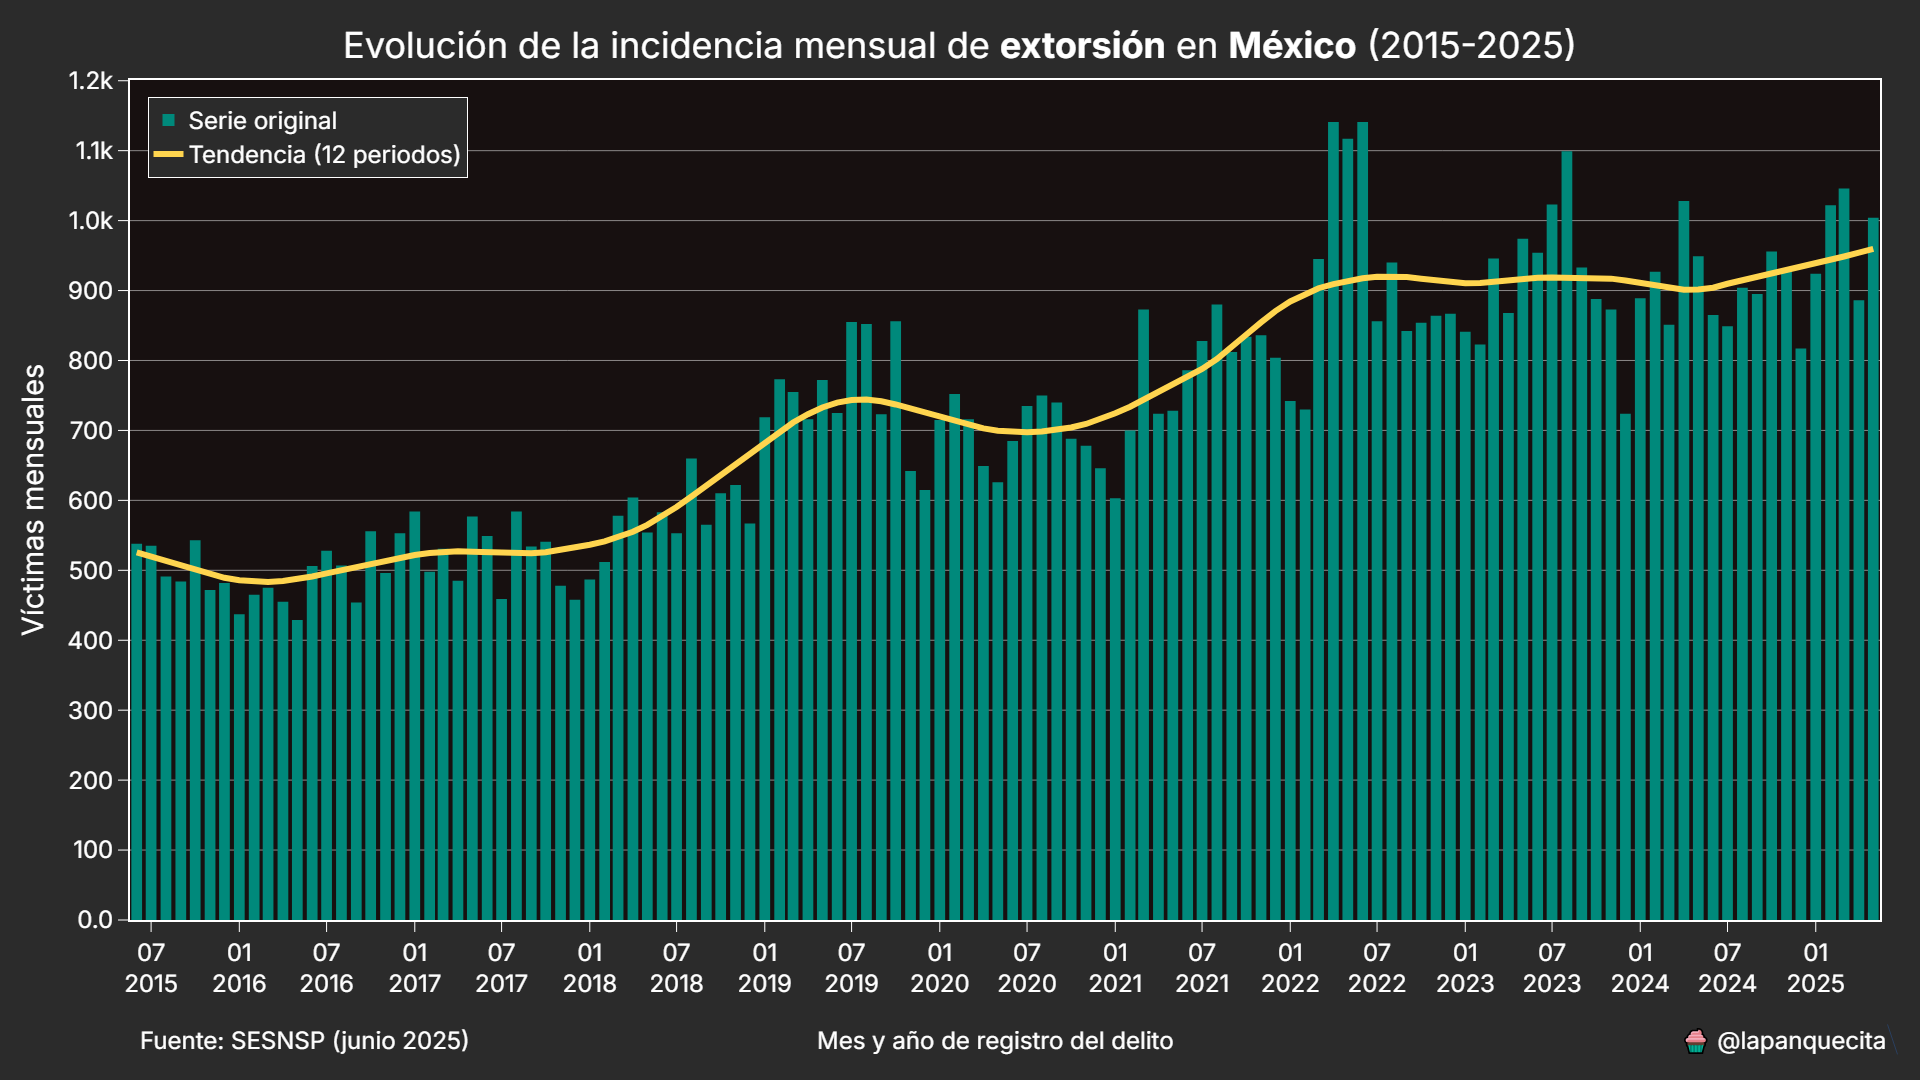 Evolución de la incidencia mensual de extorsión en México (2015-2025)
Serie original
Tendencia (12 periodos)
Víctimas mensuales
1.2k
1.1k
1.0k
900
800
700
600
500
400
300
200
100
0.0
07 01 07 01 07 01 07 01 07 01 07 01 07 01 07 01 07 01 07 01
2015 2016 2016 2017 2017 2018 2018 2019 2019 2020 2020 2021 2021 2022 2022 2023 2023 2024 2024 2025
Fuente: SESNSP (junio 2025) Mes y año de registro del delito @lapanquecita